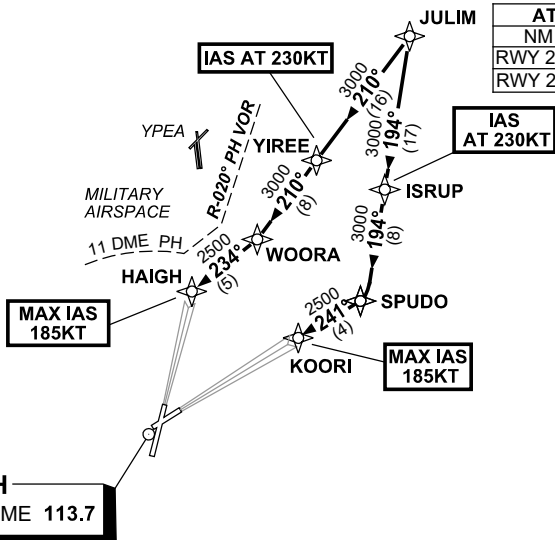 JULIM
AT
NM
RWY 2
RWY 2
IAS AT 230KT
3000
210°
(16)
3000
194°
(17)
IAS
AT 230KT
YPEA
R-020° PH VOR
YIREE
ISRUP
MILITARY
AIRSPACE
3000
210°
(8)
3000
194°
(8)
11 DME PH
2500
234°
(5)
WOORA
HAIGH
SPUDO
2500
241°
(4)
MAX IAS
185KT
KOORI
MAX IAS
185KT
H
ME 113.7